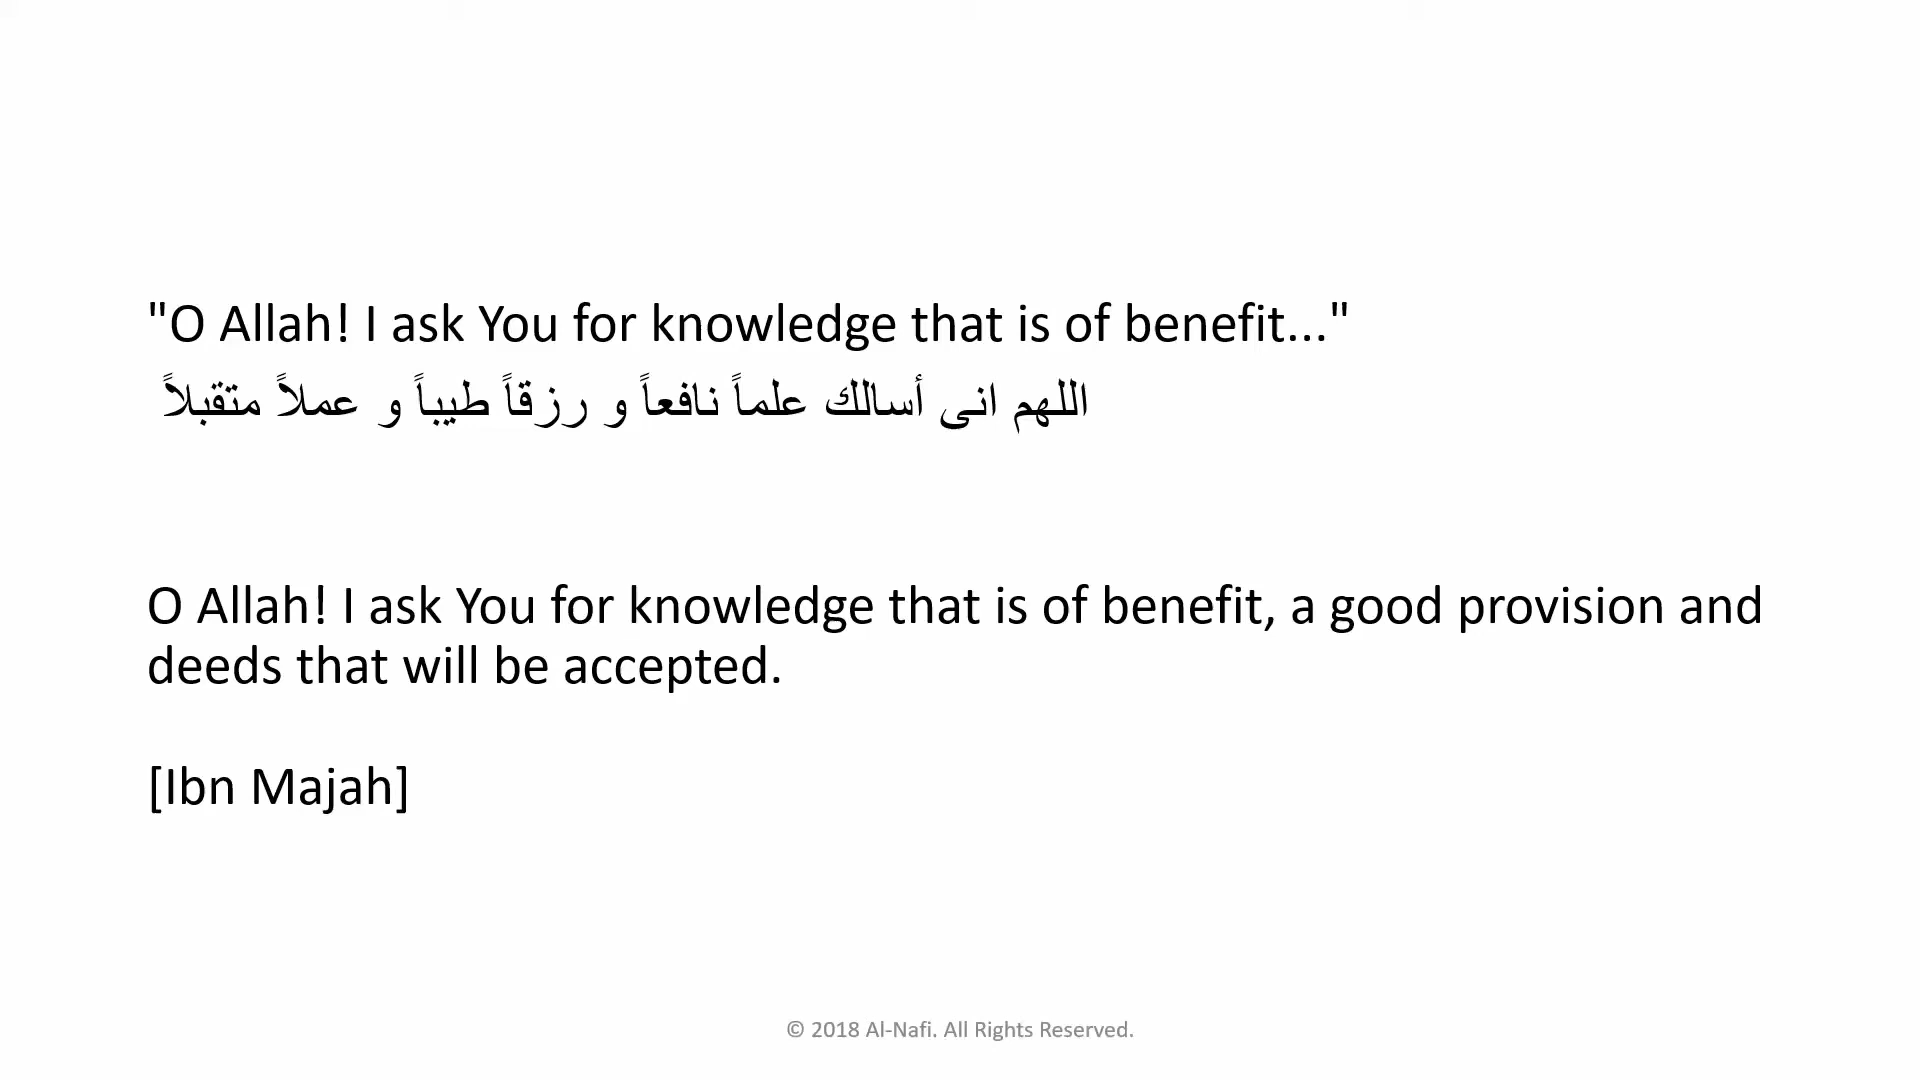 "O Allah! I ask You for knowledge that is of benefit..."
اللهم انى أسالك علماً نافعاً و رزقاً طيباً و عملاً متقبلاً
O Allah! I ask You for knowledge that is of benefit, a good provision and
deeds that will be accepted.
[Ibn Majah]
© 2018 Al-Nafi. All Rights Reserved.